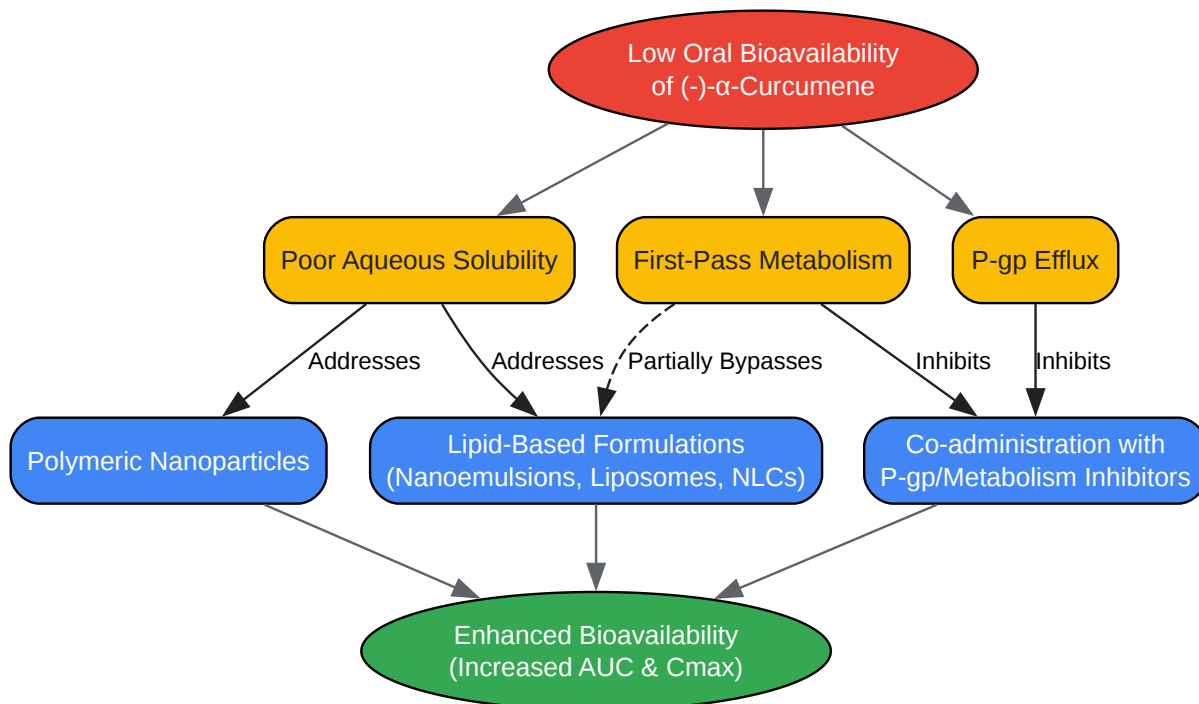 Low Oral Bioavailability
of (-)-α-Curcumene
Poor Aqueous Solubility
First-Pass Metabolism
P-gp Efflux
Addresses
Addresses
Partially Bypasses
Inhibits
Inhibits
Polymeric Nanoparticles
Lipid-Based Formulations
(Nanoemulsions, Liposomes, NLCs)
Co-administration with
P-gp/Metabolism Inhibitors
Enhanced Bioavailability
(Increased AUC & Cmax)